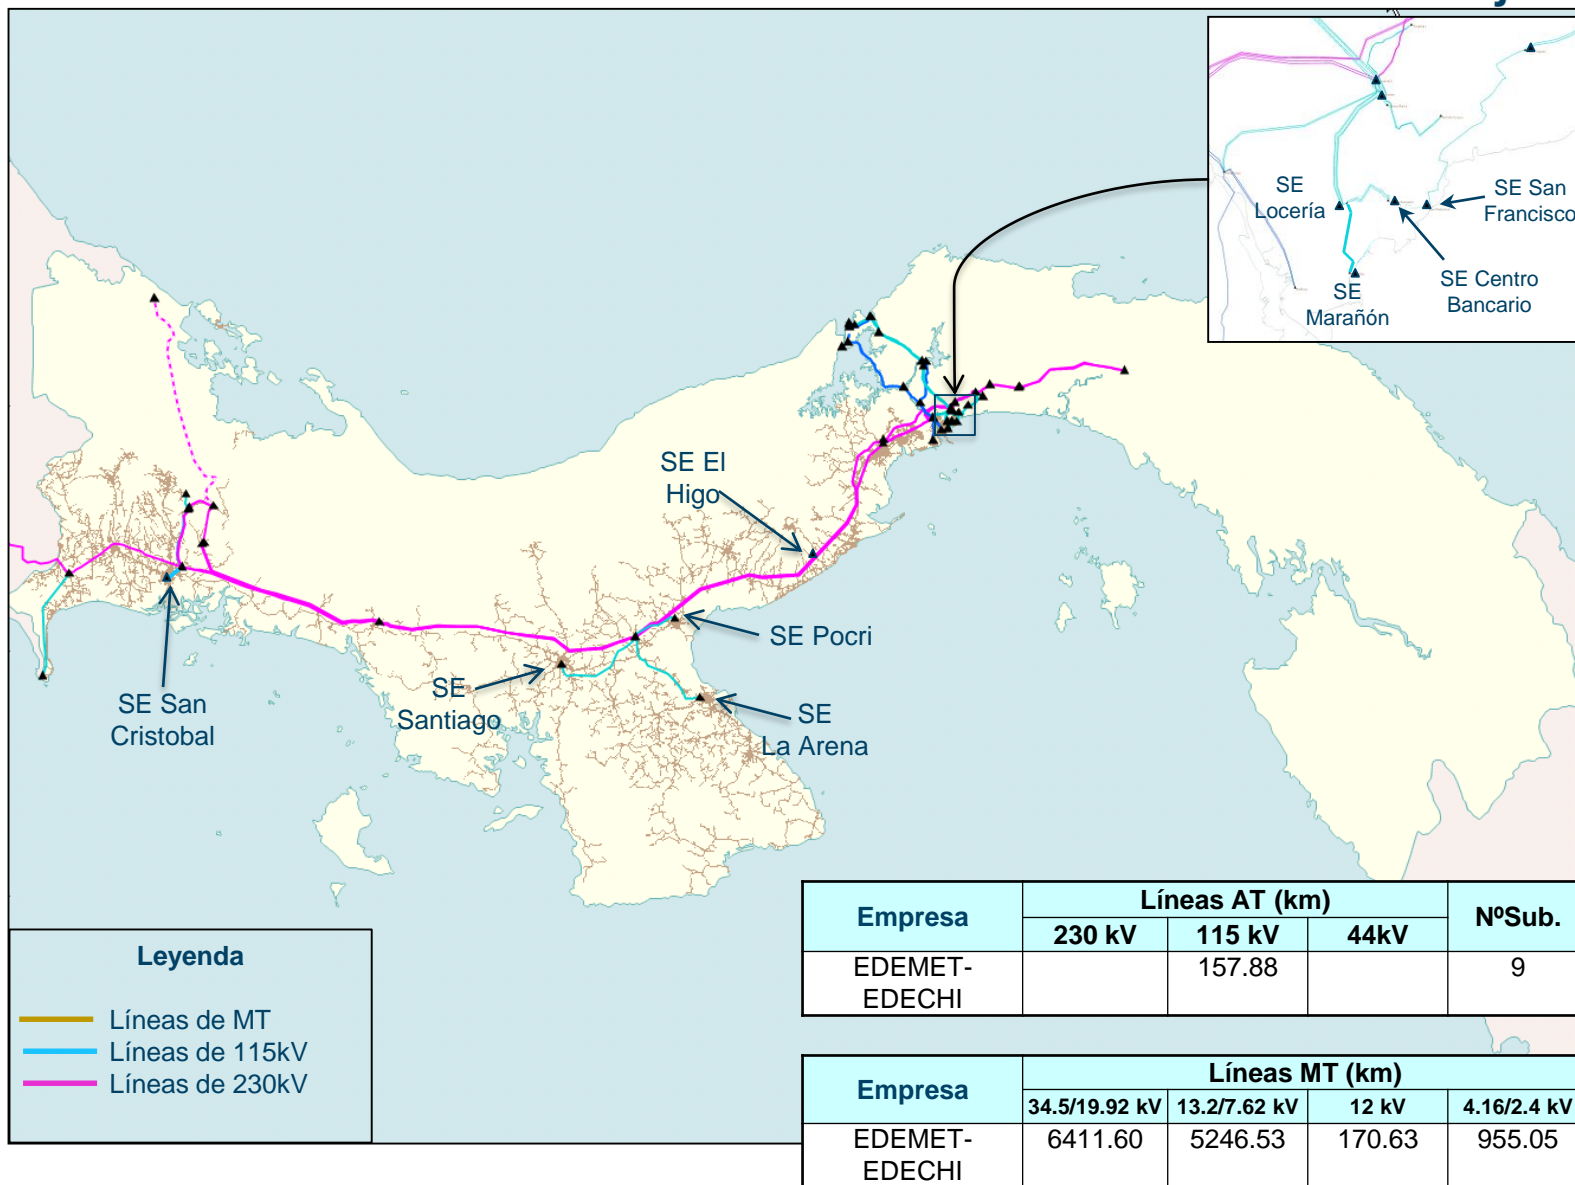 SE
Locería
SE San
Francisco
SE Centro
Bancario
SE
Marañón
SE El
Higo
SE Pocri
SE
Santiago
SE
La Arena
SE San
Cristobal
Leyenda
Líneas de MT
Líneas de 115kV
Líneas de 230kV
Empresa Líneas AT (km) NºSub.
230 kV 115 kV 44kV
EDEMET-
EDECHI 157.88 9
Empresa Líneas MT (km)
34.5/19.92 kV 13.2/7.62 kV 12 kV 4.16/2.4 kV
EDEMET-
EDECHI 6411.60 5246.53 170.63 955.05